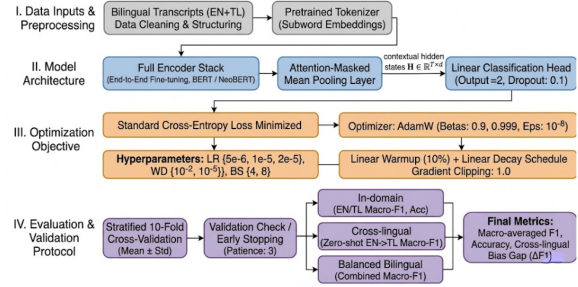 I. Data Inputs &
Preprocessing
Bilingual Transcripts (EN+TL)
Data Cleaning & Structuring
Pretrained Tokenizer
(Subword Embeddings)
II. Model
Architecture
Full Encoder Stack
(End-to-End Fine-tuning, BERT / NeoBERT)
Attention-Masked
Mean Pooling Layer
contextual hidden
states H ∈ ℝ^{T×d}
Linear Classification Head
(Output =2, Dropout: 0.1)
III. Optimization
Objective
Standard Cross-Entropy Loss Minimized
Optimizer: AdamW (Betas: 0.9, 0.999, Eps: 10⁻⁸)
Hyperparameters: LR {5e-6, 1e-5, 2e-5},
WD {10⁻², 10⁻⁵)}, BS {4, 8}
Linear Warmup (10%) + Linear Decay Schedule
Gradient Clipping: 1.0
IV. Evaluation &
Validation
Protocol
Stratified 10-Fold
Cross-Validation
(Mean ± Std)
Validation Check /
Early Stopping
(Patience: 3)
In-domain
(EN/TL Macro-F1, Acc)
Cross-lingual
(Zero-shot EN->TL Macro-F1)
Balanced Bilingual
(Combined Macro-F1)
Final Metrics:
Macro-averaged F1,
Accuracy, Cross-lingual
Bias Gap (ΔF1)